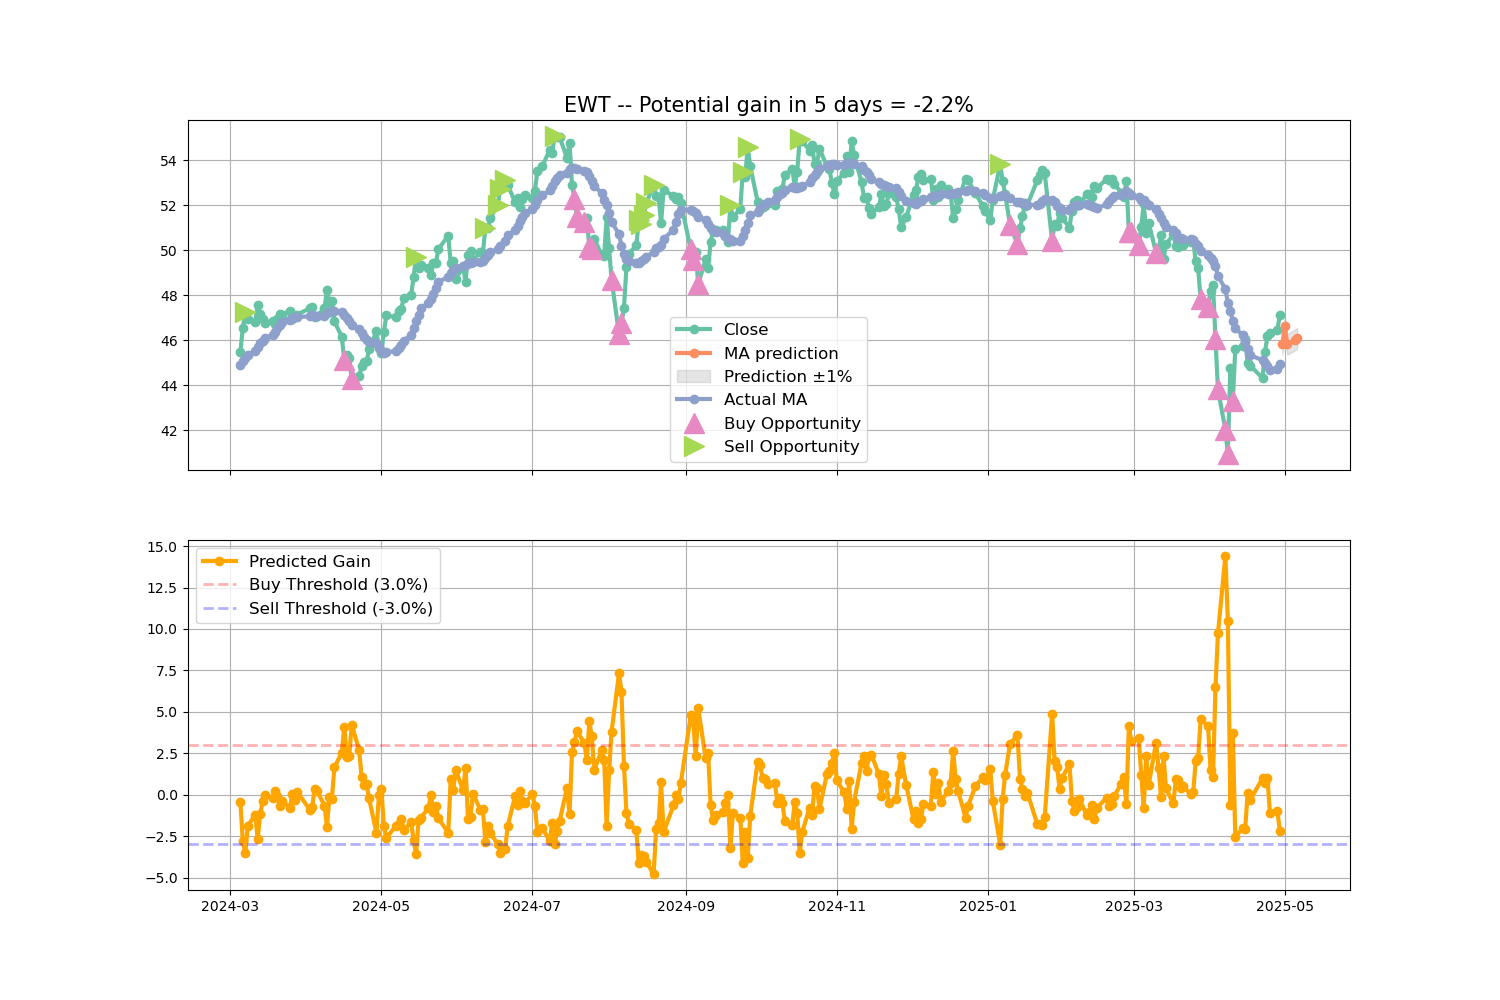 EWT -- Potential gain in 5 days = -2.2%
54
52
50
48
46
44
42
Close
MA prediction
Prediction ±1%
Actual MA
Buy Opportunity
Sell Opportunity
15.0
12.5
10.0
7.5
5.0
2.5
0.0
−2.5
−5.0
Predicted Gain
Buy Threshold (3.0%)
Sell Threshold (-3.0%)
2024-03 2024-05 2024-07 2024-09 2024-11 2025-01 2025-03 2025-05